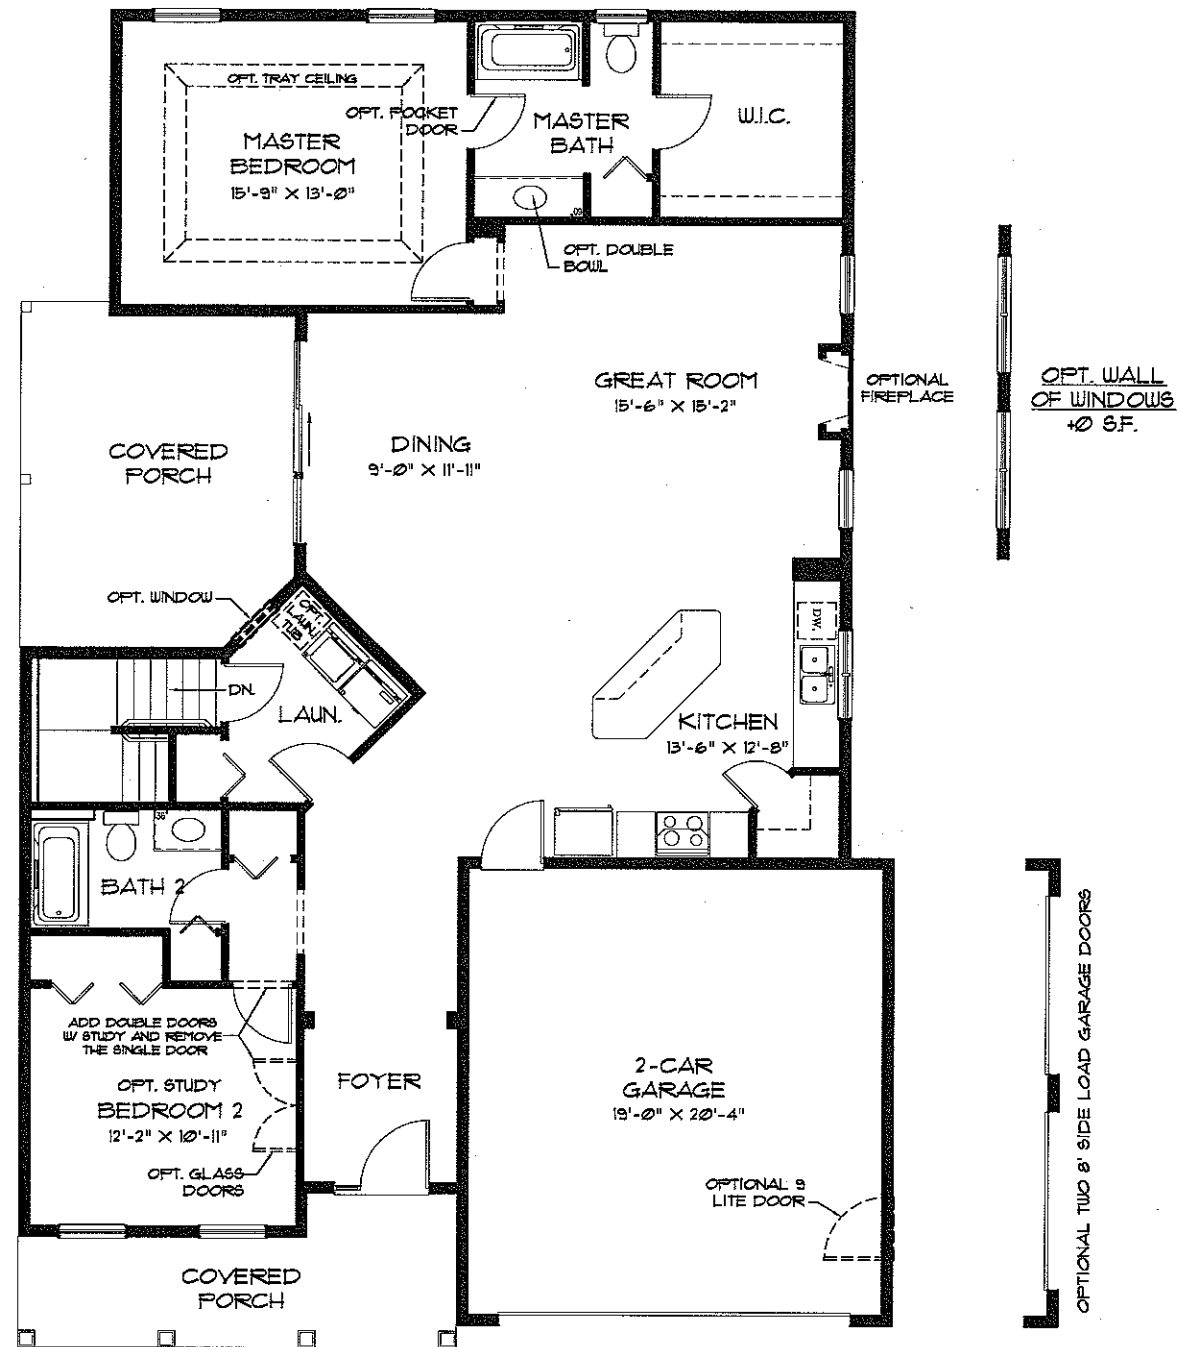 OPT. TRAY CEILING
MASTER
BEDROOM
15'-9" X 13'-0"
OPT. POCKET
DOOR
MASTER
BATH
W.I.C.
OPT. DOUBLE
BOWL
GREAT ROOM
15'-6" X 15'-2"
OPTIONAL
FIREPLACE
OPT. WALL
OF WINDOWS
+0 S.F.
DINING
9'-0" X 11'-11"
COVERED
PORCH
OPT. WINDOW
OPT.
LAUN.
TUB
DW.
DN.
LAUN.
KITCHEN
13'-6" X 12'-8"
36"
BATH 2
ADD DOUBLE DOORS
W/ STUDY AND REMOVE
THE SINGLE DOOR
OPT. STUDY
BEDROOM 2
12'-2" X 10'-11"
OPT. GLASS
DOORS
FOYER
2-CAR
GARAGE
19'-0" X 20'-4"
OPTIONAL 9
LITE DOOR
OPTIONAL TWO 8' SIDE LOAD GARAGE DOORS
COVERED
PORCH